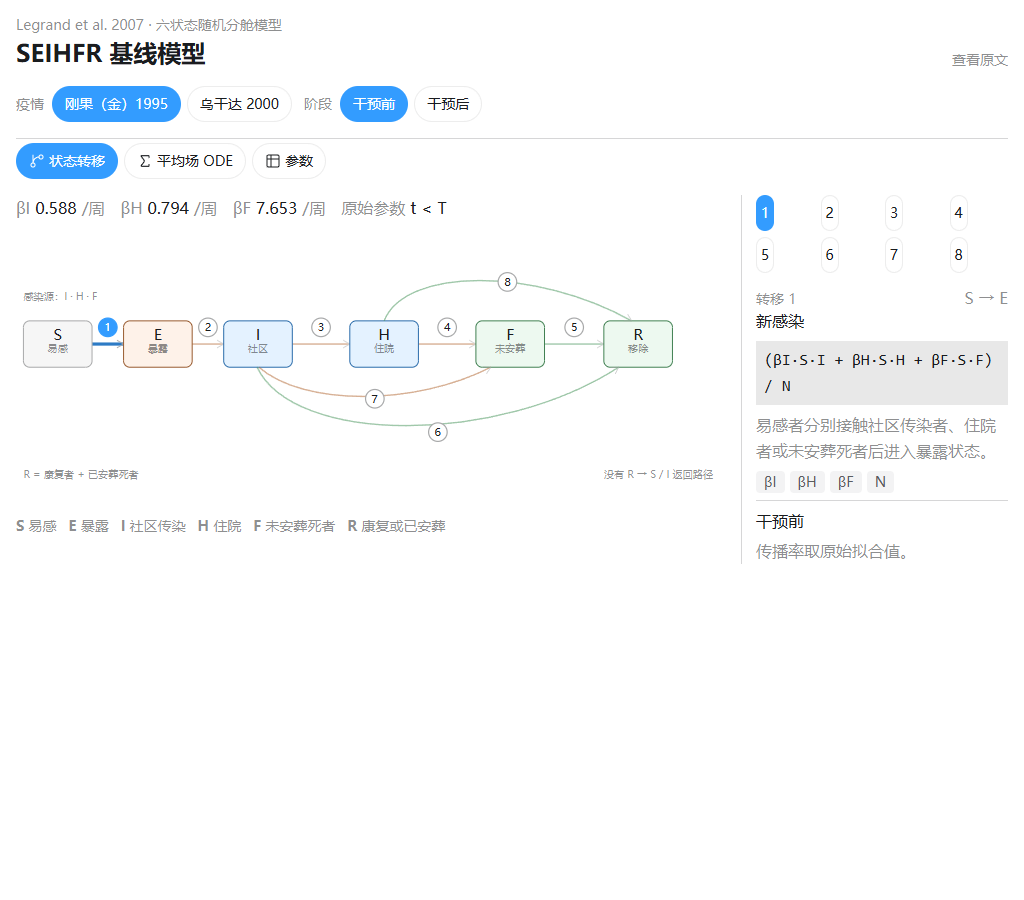 Legrand et al. 2007 · 六状态随机分舱模型
SEIHFR 基线模型
查看原文
疫情 刚果（金）1995 乌干达 2000 阶段 干预前 干预后
状态转移 Σ 平均场 ODE 参数
βI 0.588 /周 βH 0.794 /周 βF 7.653 /周 原始参数 t < T
感染源：I · H · F
8
1 2 3 4 5
S E I H F R
易感 暴露 社区 住院 未安葬 移除
7
6
R = 康复者 + 已安葬死者
没有 R → S / I 返回路径
S 易感 E 暴露 I 社区传染 H 住院 F 未安葬死者 R 康复或已安葬
1 2 3 4
5 6 7 8
转移 1 S → E
新感染
(βI·S·I + βH·S·H + βF·S·F)
/ N
易感者分别接触社区传染者、住院
者或未安葬死者后进入暴露状态。
βI βH βF N
干预前
传播率取原始拟合值。